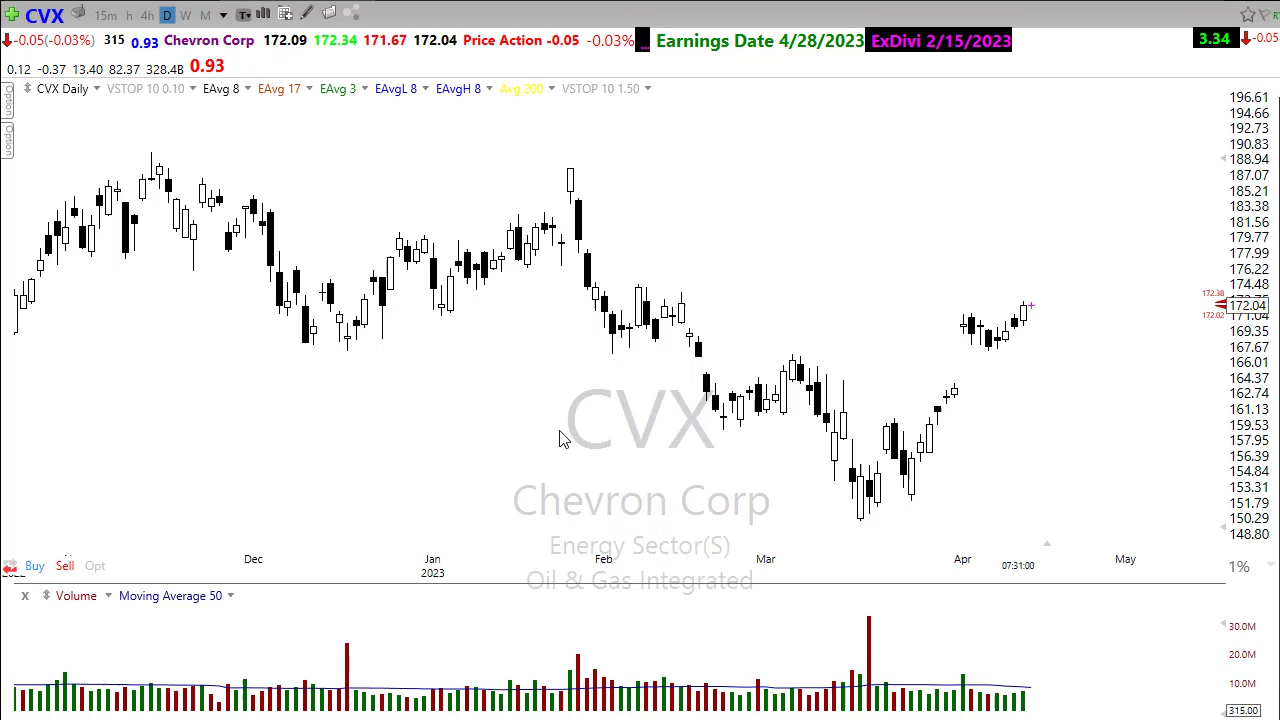 CVX 15m h 4h D W M T
-0.05(-0.03%) 315 0.93 Chevron Corp 172.09 172.34 171.67 172.04 Price Action -0.05 -0.03% Earnings Date 4/28/2023 ExDivi 2/15/2023 3.34 -0.05
0.12 -0.37 13.40 82.37 328.4B 0.93
CVX Daily VSTOP 10 0.10 EAvg 8 EAvg 17 EAvg 3 EAvgL 8 EAvgH 8 Avg 200 VSTOP 10 1.50
Option
Option
196.61
194.66
192.73
190.83
188.94
187.07
185.21
183.38
181.56
179.77
177.99
176.22
174.48
172.38
172.04
172.02
171.04
169.35
167.67
166.01
164.37
162.74
161.13
159.53
157.95
156.39
154.84
153.31
151.79
150.29
148.80
CVX
Chevron Corp
Energy Sector(S)
Oil & Gas Integrated
Dec Jan Feb Mar Apr May
2023 07:31:00
Buy Sell Opt 1%
X Volume Moving Average 50
30.0M
20.0M
10.0M
315.00